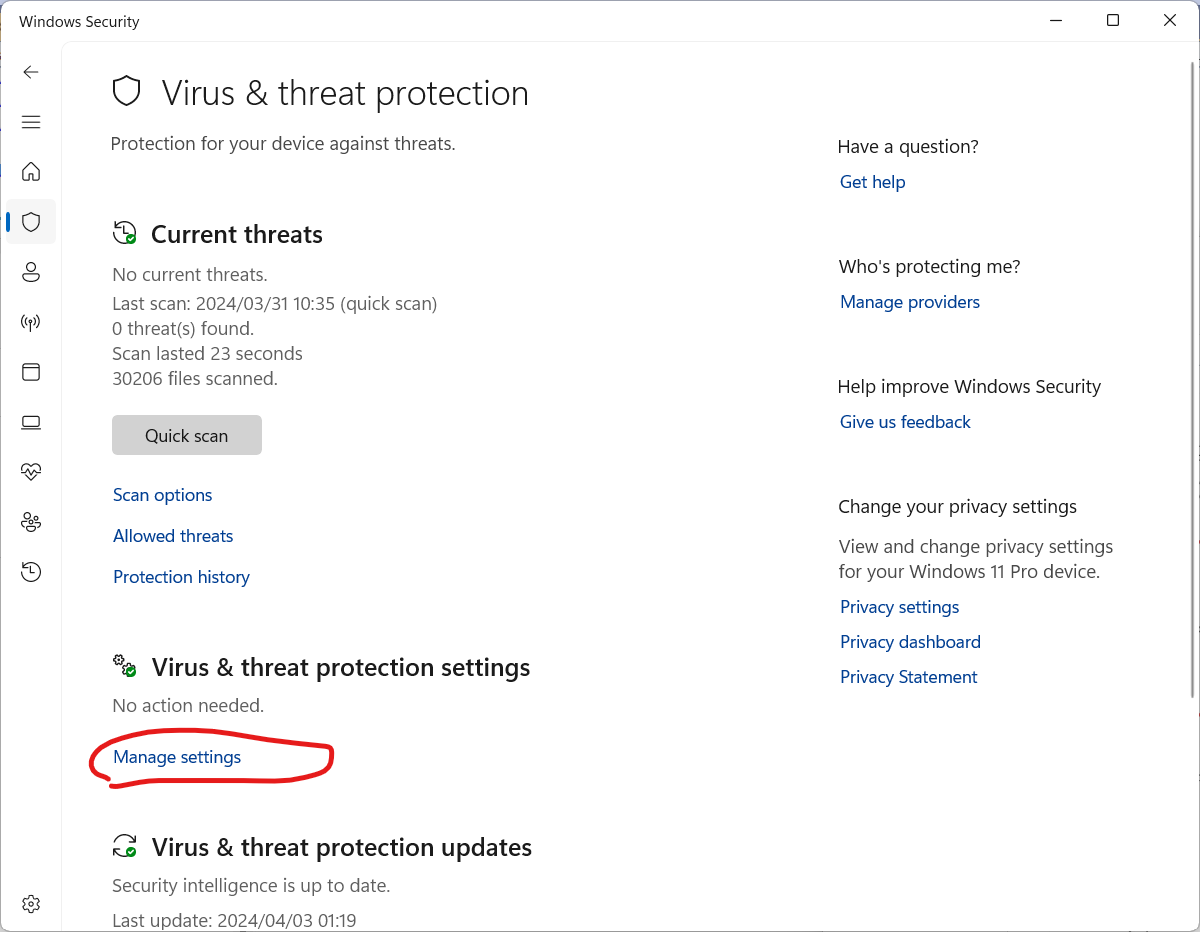 Windows Security
Virus & threat protection
Protection for your device against threats.
Current threats
No current threats.
Last scan: 2024/03/31 10:35 (quick scan)
0 threat(s) found.
Scan lasted 23 seconds
30206 files scanned.
Quick scan
Scan options
Allowed threats
Protection history
Virus & threat protection settings
No action needed.
Manage settings
Virus & threat protection updates
Security intelligence is up to date.
Last update: 2024/04/03 01:19
Have a question?
Get help
Who's protecting me?
Manage providers
Help improve Windows Security
Give us feedback
Change your privacy settings
View and change privacy settings
for your Windows 11 Pro device.
Privacy settings
Privacy dashboard
Privacy Statement